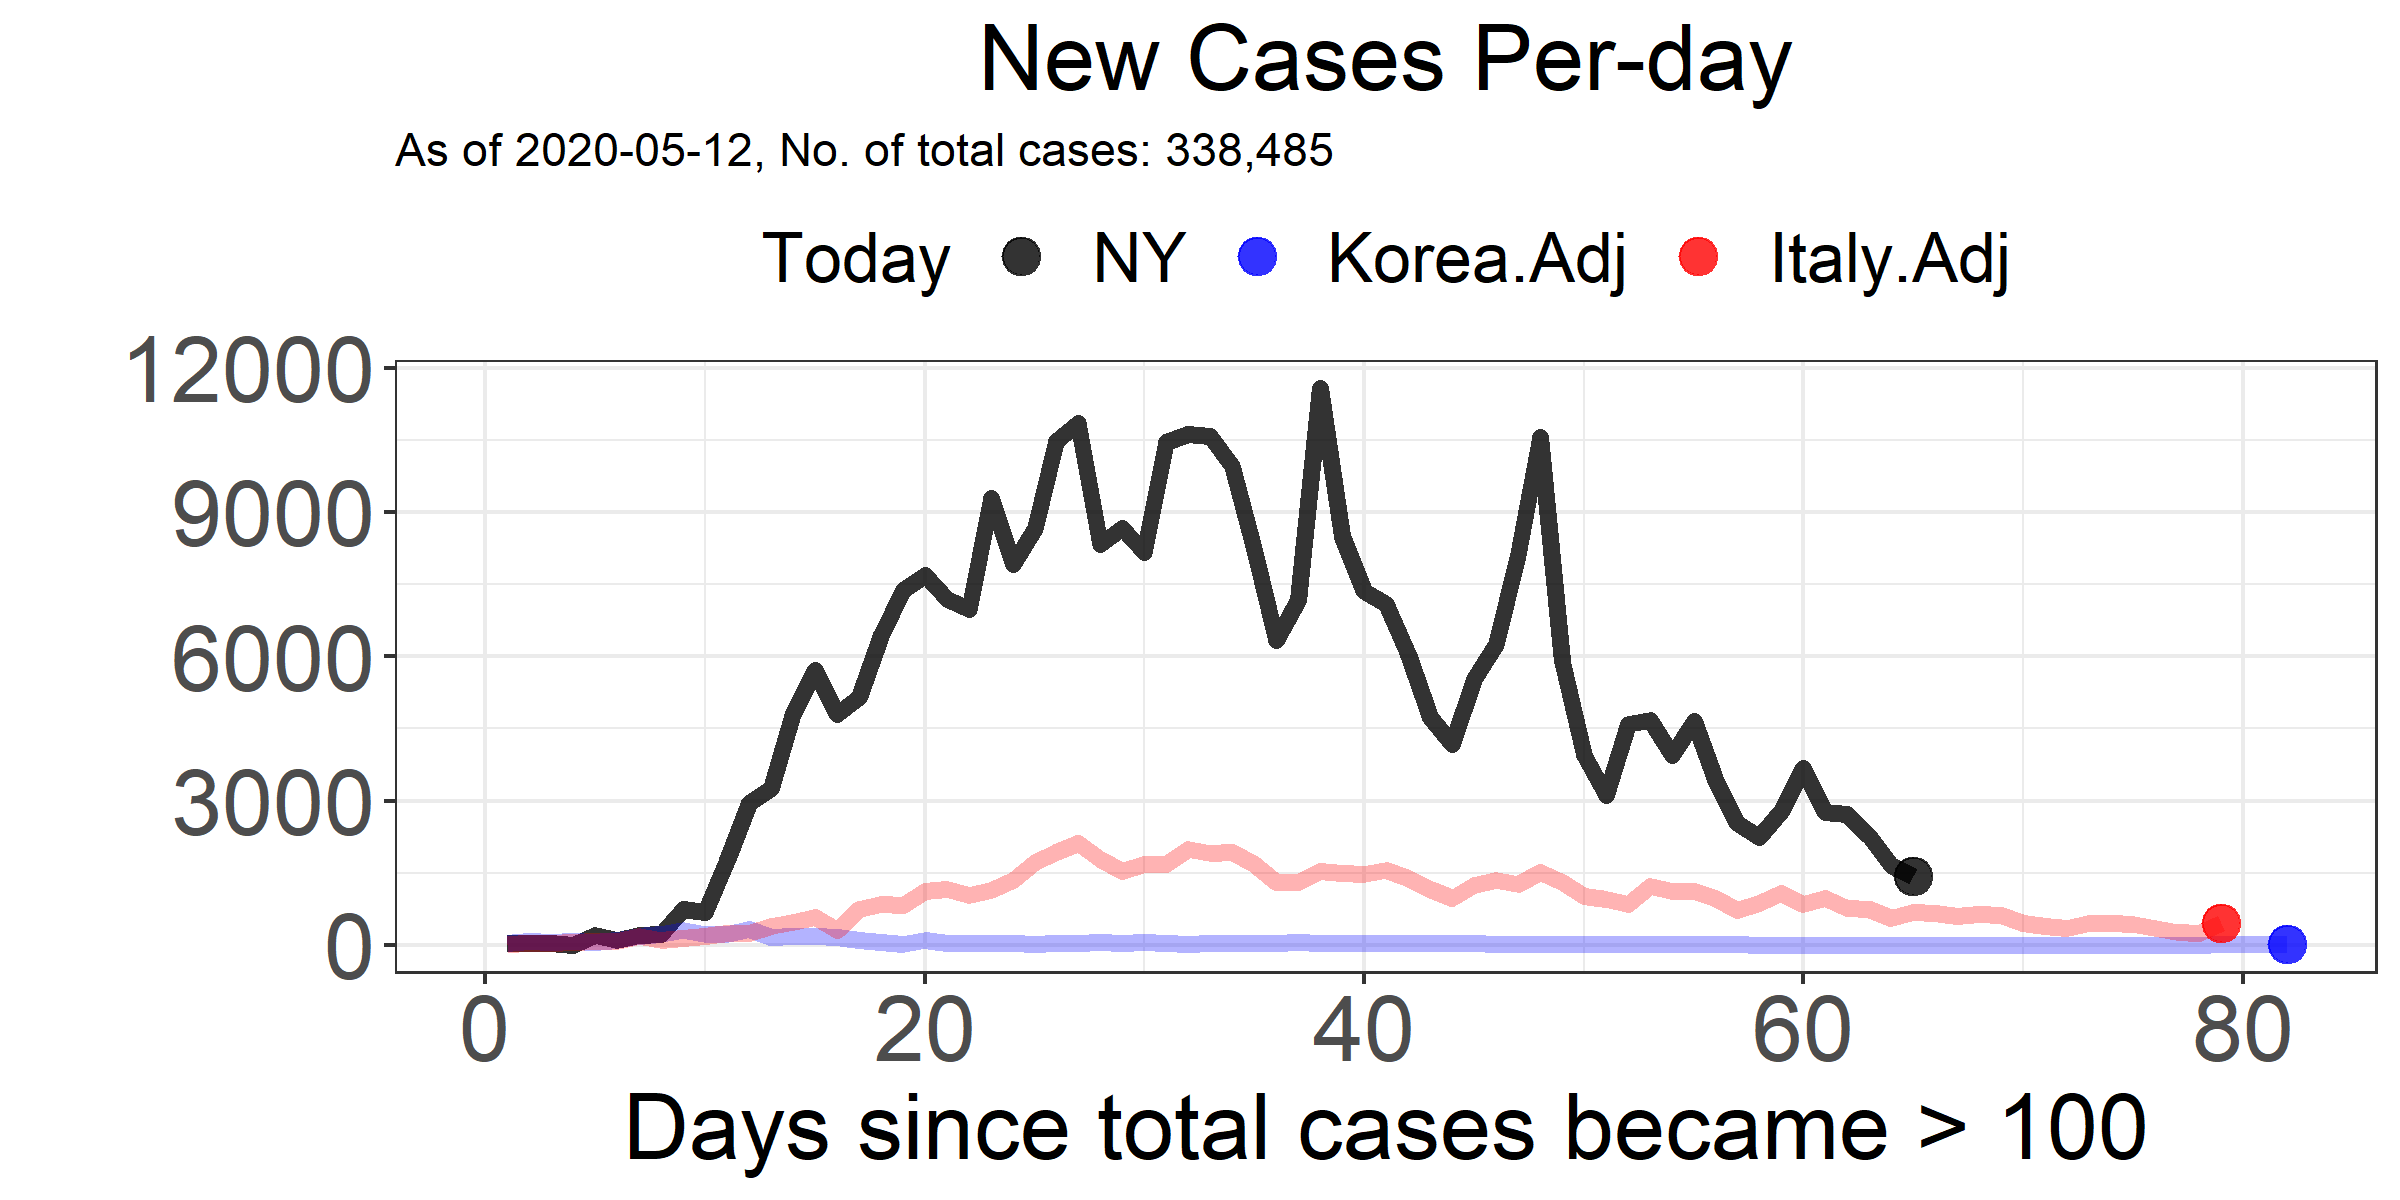 New Cases Per-day
As of 2020-05-12, No. of total cases: 338,485
Today NY Korea.Adj Italy.Adj
12000
9000
6000
3000
0
0 20 40 60 80
Days since total cases became > 100